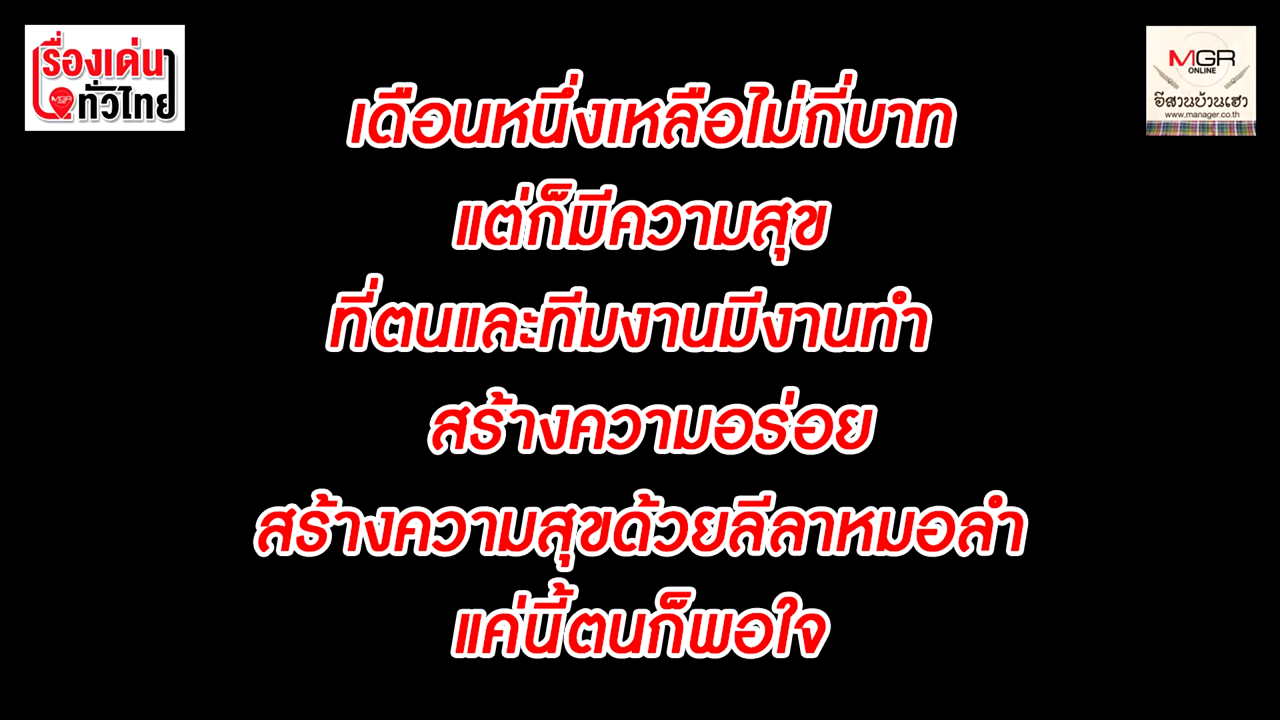 เรื่องเด่น
ทั่วไทย
MGR
MGR
ONLINE
อีสานบ้านเฮา
www.manager.co.th
เดือนหนึ่งเหลือไม่กี่บาท
แต่ก็มีความสุข
ที่ตนและทีมงานมีงานทำ
สร้างความอร่อย
สร้างความสุขด้วยลีลาหมอลำ
แค่นี้ตนก็พอใจ